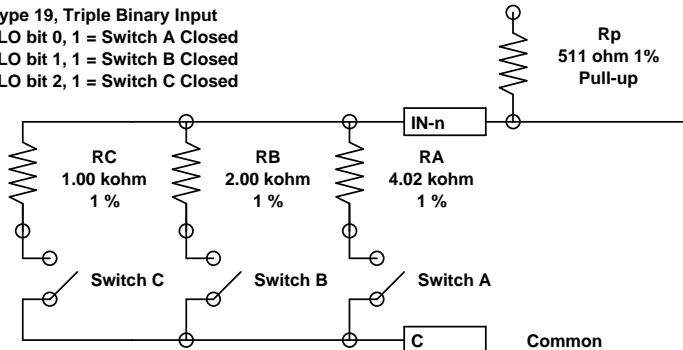 ype 19, Triple Binary Input
LO bit 0, 1 = Switch A Closed
LO bit 1, 1 = Switch B Closed
LO bit 2, 1 = Switch C Closed
Rp
511 ohm 1%
Pull-up
IN-n
RC
1.00 kohm
1 %
RB
2.00 kohm
1 %
RA
4.02 kohm
1 %
Switch C
Switch B
Switch A
C
Common